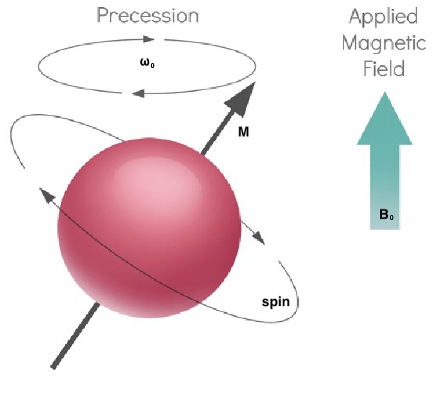 Precession
ω₀
M
spin
Applied
Magnetic
Field
B₀